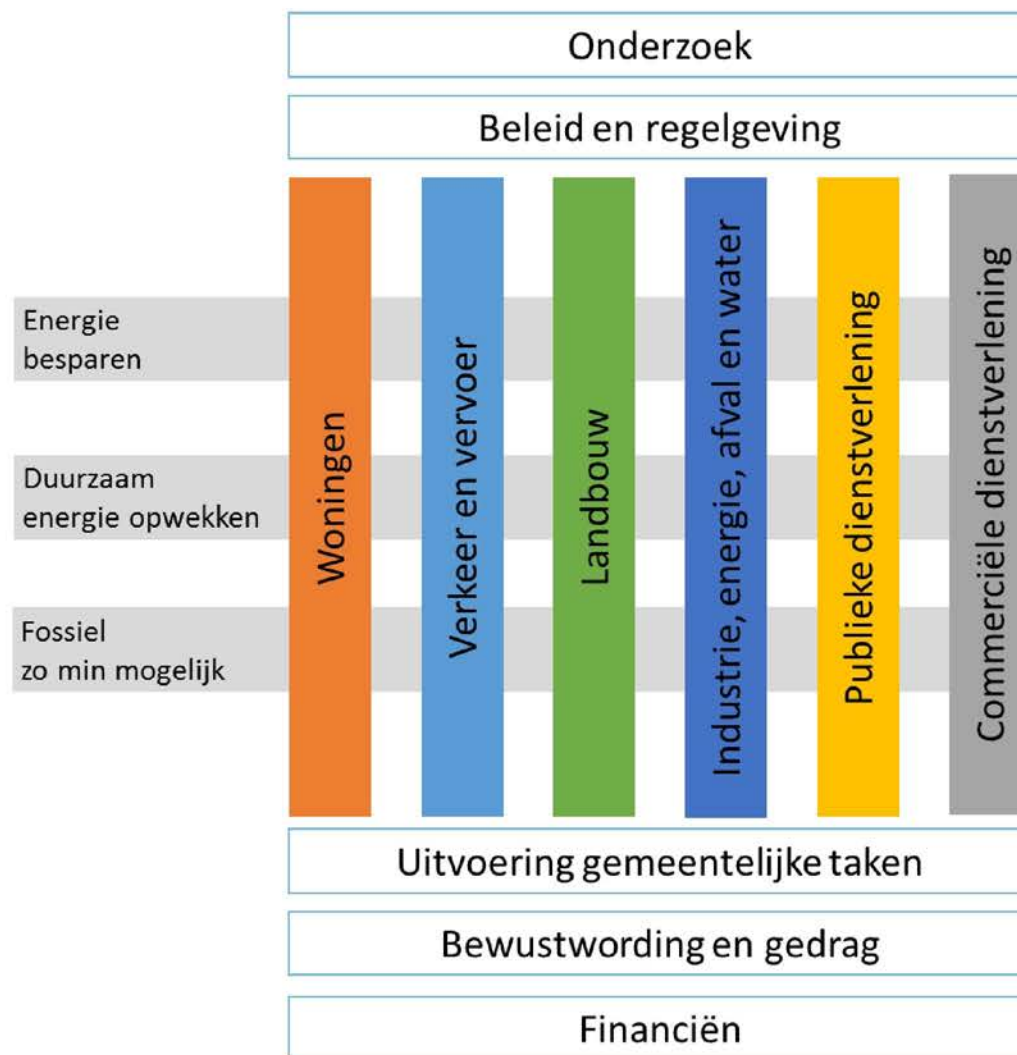 Onderzoek
Beleid en regelgeving
Energie
besparen
Duurzaam
energie opwekken
Fossiel
zo min mogelijk
Woningen
Verkeer en vervoer
Landbouw
Industrie, energie, afval en water
Publieke dienstverlening
Commerciële dienstverlening
Uitvoering gemeentelijke taken
Bewustwording en gedrag
Financiën